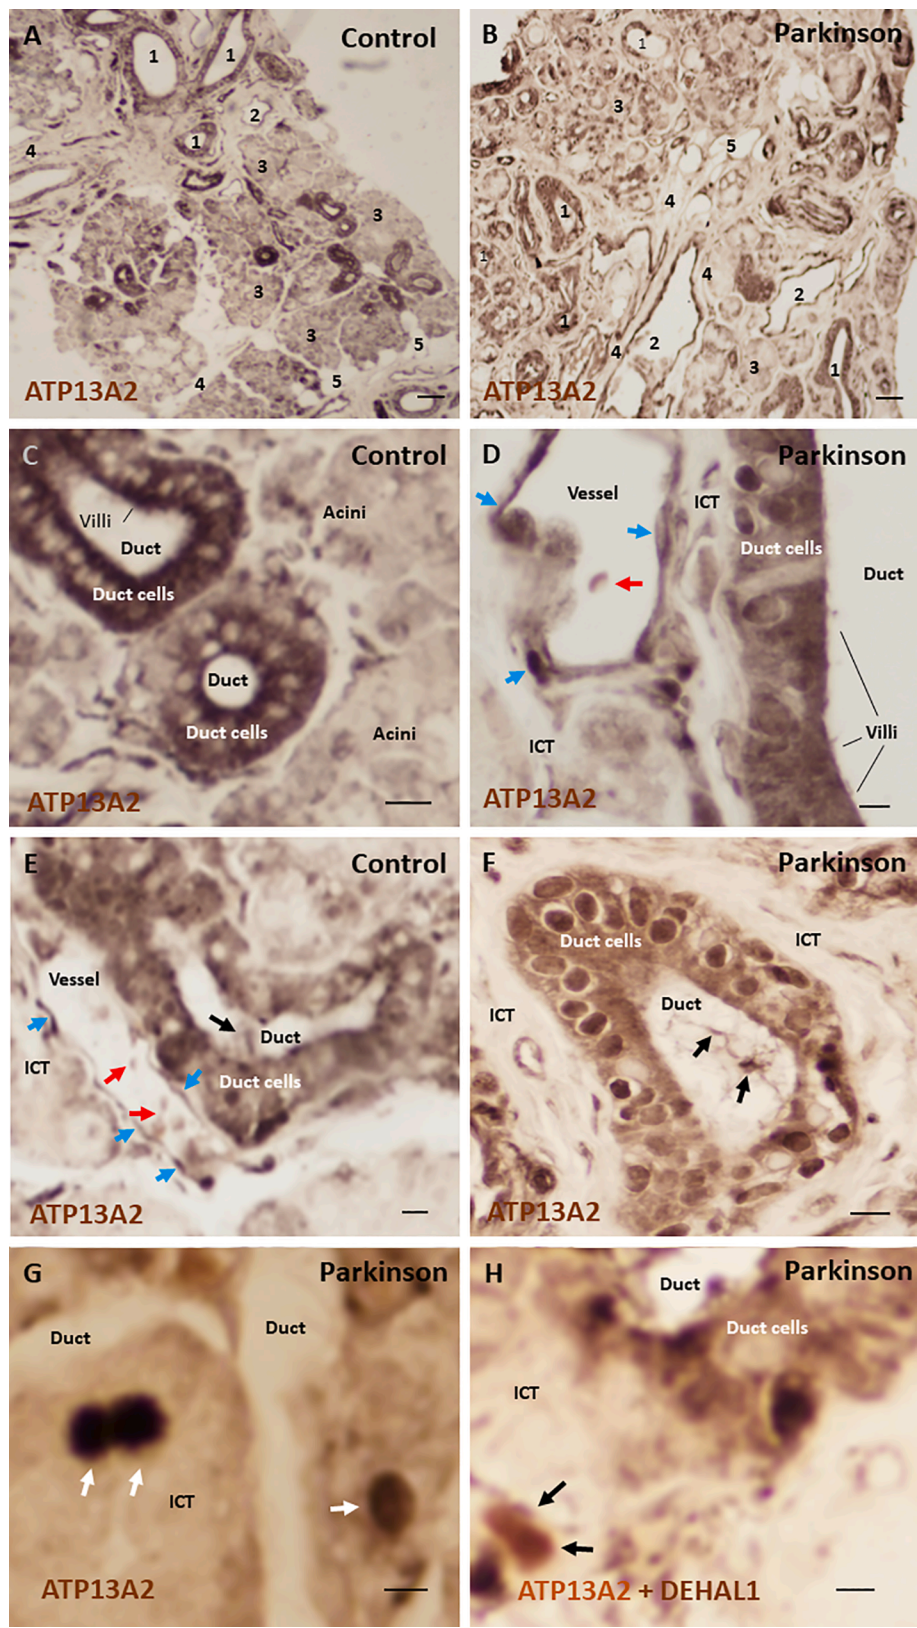 A
Control
1
1
2
1
4
3
3
3
3
5
4
5
ATP13A2
B
Parkinson
1
3
5
4
1
1
4
2
1
2
4
3
1
ATP13A2
C
Control
Villi
Acini
Duct
Duct cells
Duct
Duct cells
Acini
ATP13A2
D
Parkinson
Vessel
ICT
Duct cells
Duct
Villi
ICT
ATP13A2
E
Control
Vessel
Duct
ICT
Duct cells
ATP13A2
F
Parkinson
Duct cells
ICT
Duct
ICT
ATP13A2
G
Parkinson
Duct
Duct
ICT
ATP13A2
H
Parkinson
Duct
Duct cells
ICT
ATP13A2 + DEHAL1